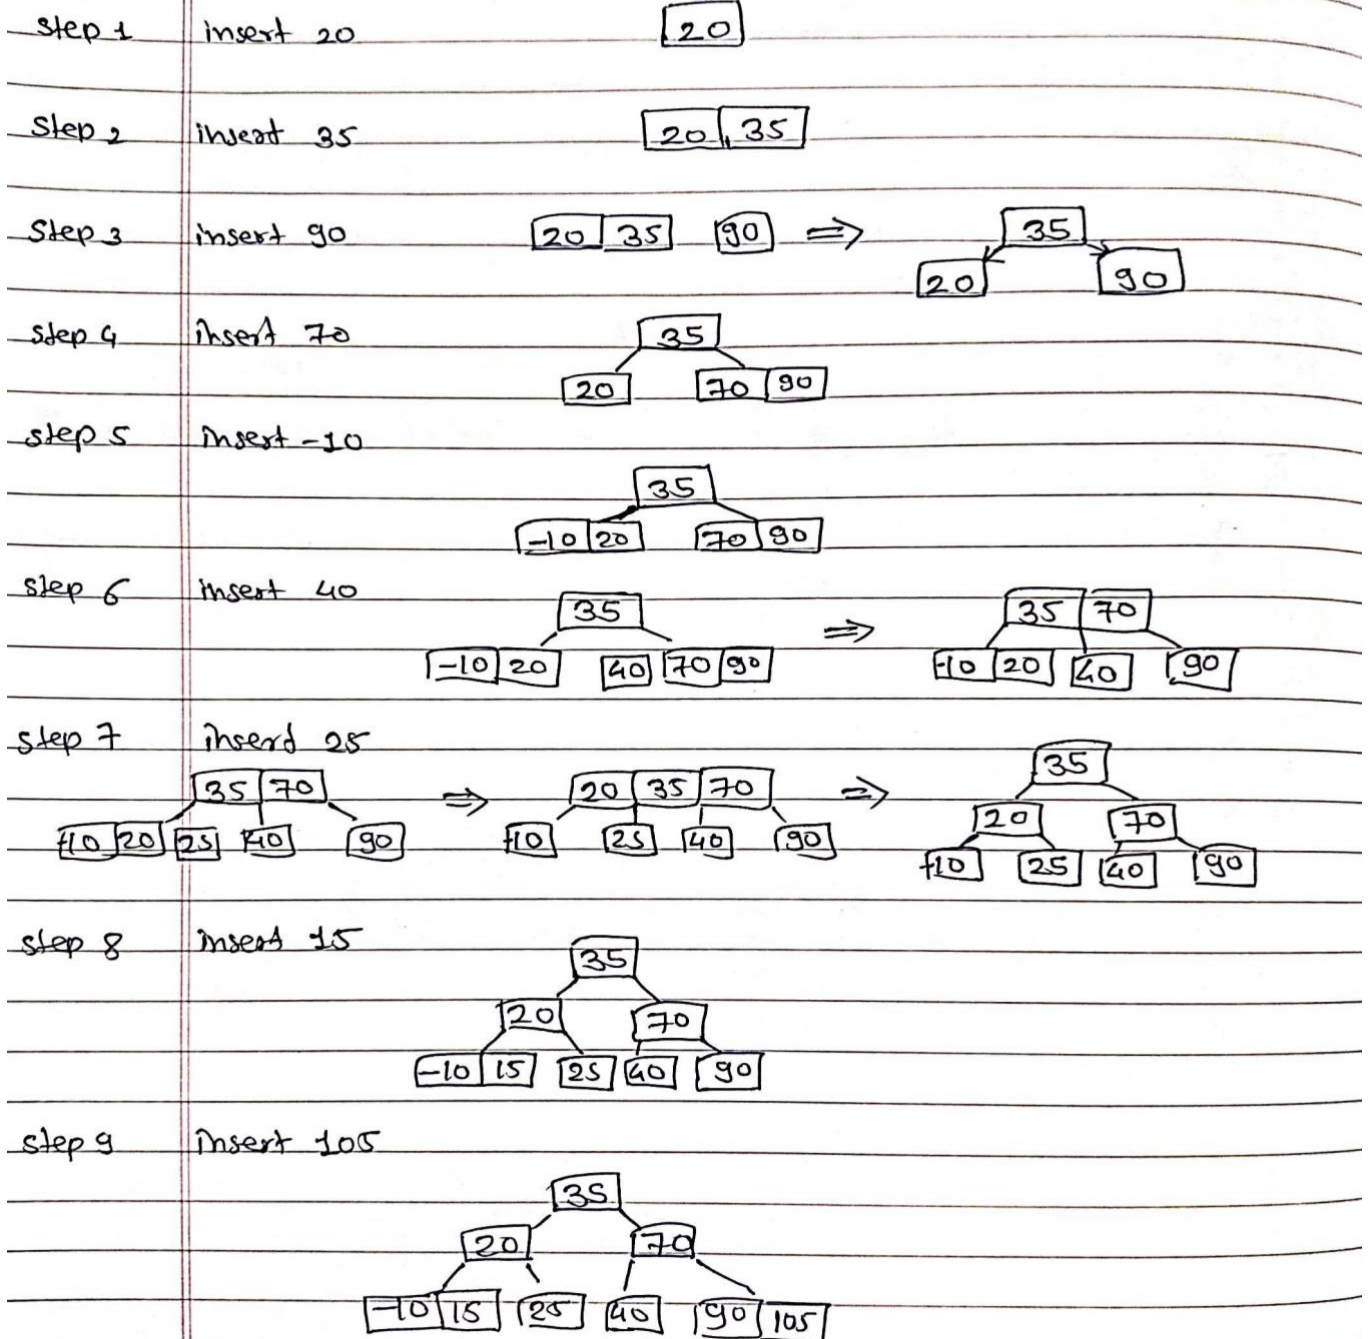 Step 1 insert 20 20
Step 2 insert 35 20 35
Step 3 insert 90 20 35 90 ⇒ 35
20 90
Step 4 insert 70 35
20 70 90
step 5 insert -10
35
-10 20 70 90
step 6 insert 40 35 ⇒ 35 70
-10 20 40 70 90 -10 20 40 90
step 7 insert 25 35
35 70 ⇒ 20 35 70 ⇒ 20 70
-10 20 25 40 90 -10 25 40 90 -10 25 40 90
step 8 insert 15 35
20 70
-10 15 25 40 90
step 9 insert 105
35
20 70
-10 15 25 40 90 105